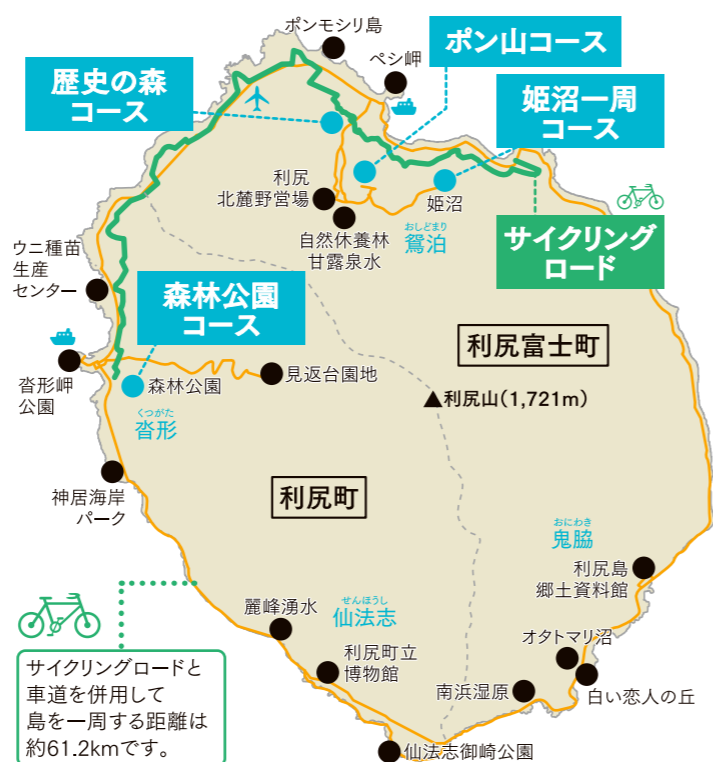 ポンモシリ島
ペシ岬
ポン山コース
歴史の森
コース
姫沼一周
コース
利尻
北麓野営場
姫沼
自然休養林
甘露泉水
おしどまり
鴛泊
サイクリング
ロード
ウニ種苗
生産
センター
森林公園
コース
利尻富士町
沓形岬
公園
森林公園
見返台園地
▲利尻山(1,721m)
くつがた
沓形
神居海岸
パーク
利尻町
おにわき
鬼脇
利尻島
郷土資料館
麗峰湧水
せんほうし
仙法志
利尻町立
博物館
オタトマリ沼
南浜湿原
白い恋人の丘
サイクリングロードと
車道を併用して
島を一周する距離は
約61.2kmです。
仙法志御崎公園